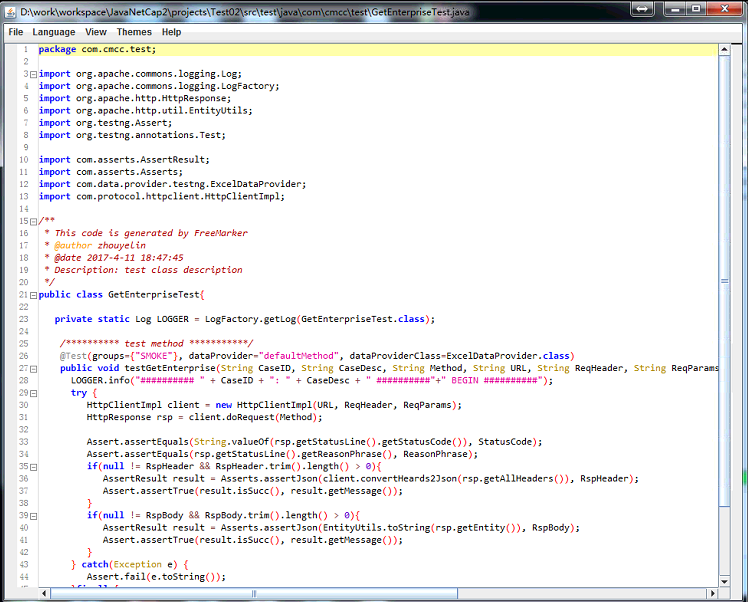 D:\work\workspace\JavaNetCap2\projects\Test02\src\test\java\com\cmcc\test\GetEnterpriseTest.java
File Language View Themes Help
1 package com.cmcc.test;
2
3 import org.apache.commons.logging.Log;
4 import org.apache.commons.logging.LogFactory;
5 import org.apache.http.HttpResponse;
6 import org.apache.http.util.EntityUtils;
7 import org.testng.Assert;
8 import org.testng.annotations.Test;
9
10 import com.asserts.AssertResult;
11 import com.asserts.Asserts;
12 import com.data.provider.testng.ExcelDataProvider;
13 import com.protocol.httpclient.HttpClientImpl;
14
15 /**
16 * This code is generated by FreeMarker
17 * @author zhouyelin
18 * @date 2017-4-11 18:47:45
19 * Description: test class description
20 */
21 public class GetEnterpriseTest{
22
23 private static Log LOGGER = LogFactory.getLog(GetEnterpriseTest.class);
24
25 /********** test method ***********/
26 @Test(groups={"SMOKE"}, dataProvider="defaultMethod", dataProviderClass=ExcelDataProvider.class)
27 public void testGetEnterprise(String CaseID, String CaseDesc, String Method, String URL, String ReqHeader, String ReqParams
28 LOGGER.info("########## " + CaseID + ": " + CaseDesc + " ##########"+" BEGIN ##########");
29 try {
30 HttpClientImpl client = new HttpClientImpl(URL, ReqHeader, ReqParams);
31 HttpResponse rsp = client.doRequest(Method);
32
33 Assert.assertEquals(String.valueOf(rsp.getStatusLine().getStatusCode()), StatusCode);
34 Assert.assertEquals(rsp.getStatusLine().getReasonPhrase(), ReasonPhrase);
35 if(null != RspHeader && RspHeader.trim().length() > 0){
36 AssertResult result = Asserts.assertJson(client.convertHeards2Json(rsp.getAllHeaders()), RspHeader);
37 Assert.assertTrue(result.isSucc(), result.getMessage());
38 }
39 if(null != RspBody && RspBody.trim().length() > 0){
40 AssertResult result = Asserts.assertJson(EntityUtils.toString(rsp.getEntity()), RspBody);
41 Assert.assertTrue(result.isSucc(), result.getMessage());
42 }
43 } catch(Exception e) {
44 Assert.fail(e.toString());